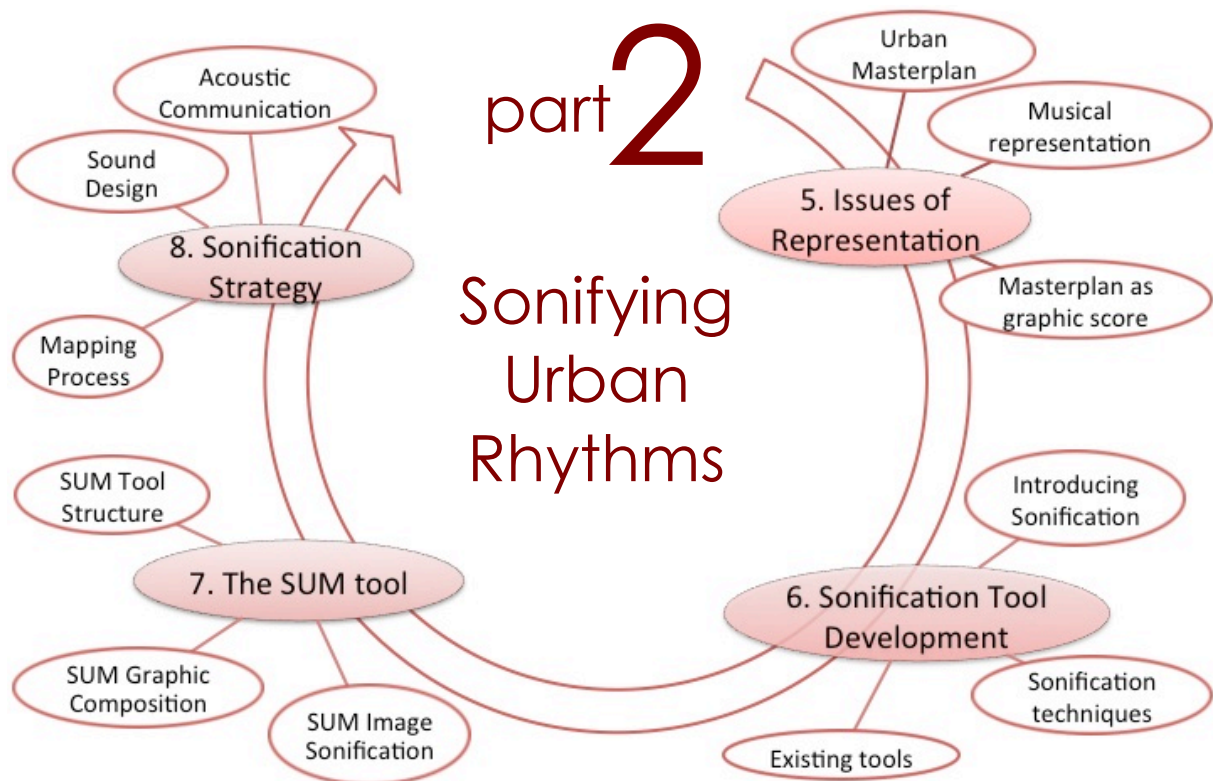 part 2
Sonifying
Urban
Rhythms
Urban
Masterplan
Musical
representation
5. Issues of
Representation
Masterplan as
graphic score
Introducing
Sonification
6. Sonification Tool
Development
Sonification
techniques
Existing tools
7. The SUM tool
SUM Tool
Structure
SUM Graphic
Composition
SUM Image
Sonification
8. Sonification
Strategy
Acoustic
Communication
Sound
Design
Mapping
Process